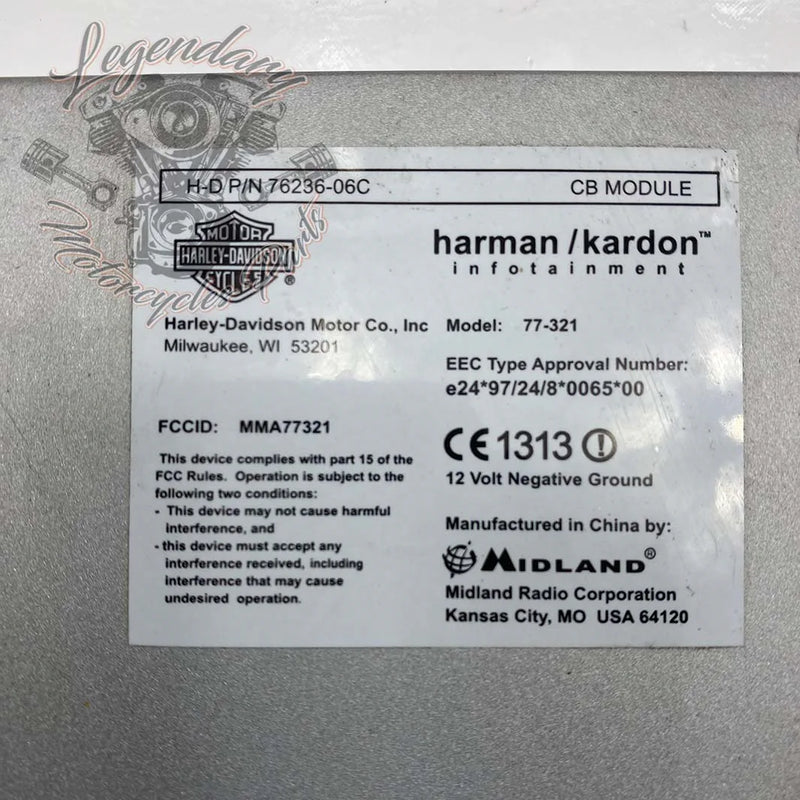 Legendary
Motorcycles Parts
H-D P/N 76236-06C CB MODULE
MOTOR
HARLEY-DAVIDSON
CYCLES
®
harman/kardon™
infotainment
Harley-Davidson Motor Co., Inc
Milwaukee, WI 53201
Model: 77-321
EEC Type Approval Number:
e24*97/24/8*0065*00
FCCID: MMA77321
This device complies with part 15 of the
FCC Rules. Operation is subject to the
following two conditions:
- This device may not cause harmful
interference, and
- this device must accept any
interference received, including
interference that may cause
undesired operation.
CE1313
12 Volt Negative Ground
Manufactured in China by:
MIDLAND®
Midland Radio Corporation
Kansas City, MO USA 64120